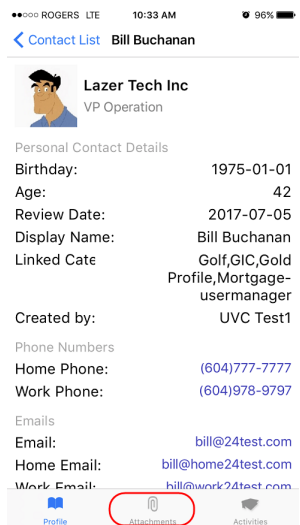 ROGERS LTE 10:33 AM 96%
Contact List Bill Buchanan
Lazer Tech Inc
VP Operation
Personal Contact Details
Birthday: 1975-01-01
Age: 42
Review Date: 2017-07-05
Display Name: Bill Buchanan
Linked Cate Golf,GIC,Gold
Profile,Mortgage-
usermanager
Created by: UVC Test1
Phone Numbers
Home Phone: (604)777-7777
Work Phone: (604)978-9797
Emails
Email: bill@24test.com
Home Email: bill@home24test.com
Work Email: bill@work24test.com
Profile Attachments Activities